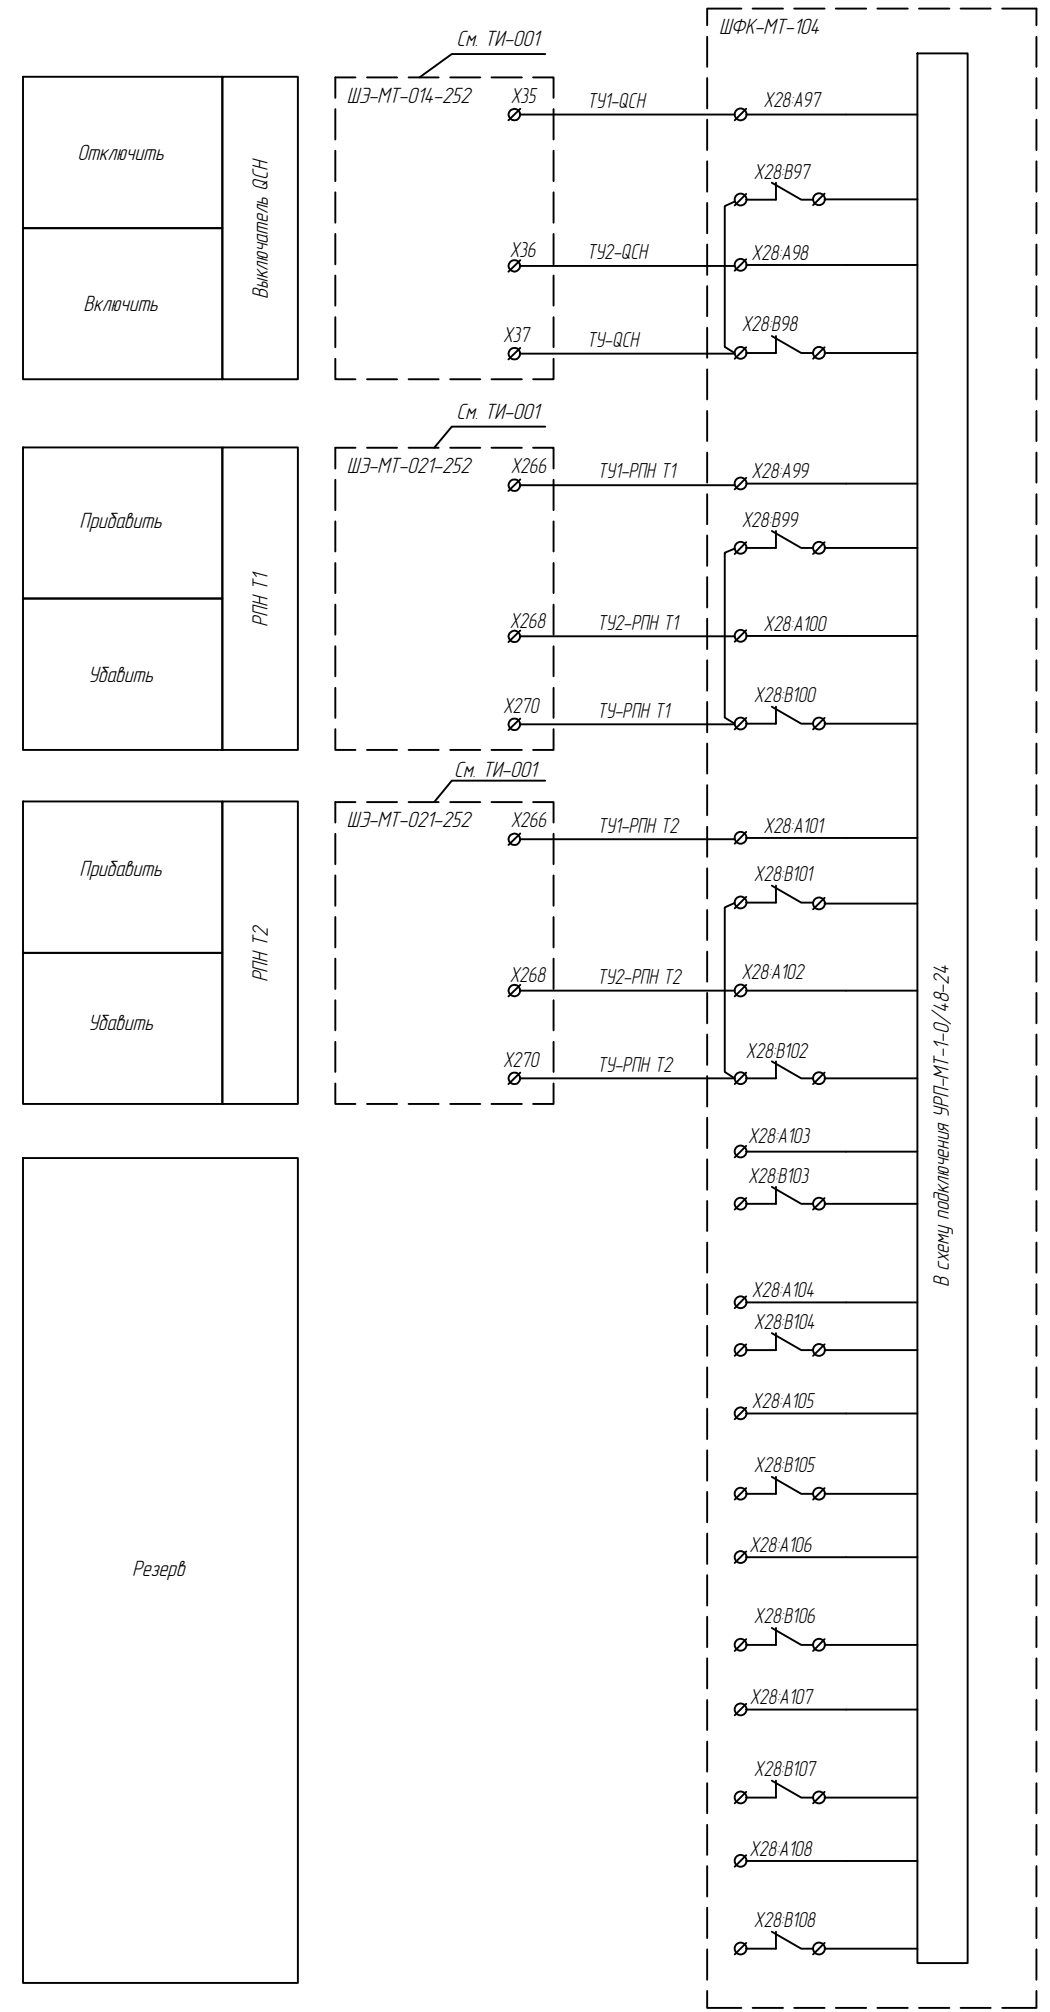 ШФК-МТ-104
См. ТИ-001
ШЭ-МТ-014-252
X35
ТУ1-QСН
X28:A97
Отключить
Выключатель QСН
X28:B97
X36
ТУ2-QСН
X28:A98
Включить
X37
ТУ-QСН
X28:B98
См. ТИ-001
ШЭ-МТ-021-252
X266
ТУ1-РПН Т1
X28:A99
Прибавить
РПН Т1
X28:B99
X268
ТУ2-РПН Т1
X28:A100
Убавить
X270
ТУ-РПН Т1
X28:B100
См. ТИ-001
ШЭ-МТ-021-252
X266
ТУ1-РПН Т2
X28:A101
Прибавить
РПН Т2
X28:B101
X268
ТУ2-РПН Т2
X28:A102
Убавить
X270
ТУ-РПН Т2
X28:B102
В схему подключения УРП-МТ-1-0/48-24
X28:A103
X28:B103
X28:A104
X28:B104
X28:A105
X28:B105
X28:A106
Резерв
X28:B106
X28:A107
X28:B107
X28:A108
X28:B108